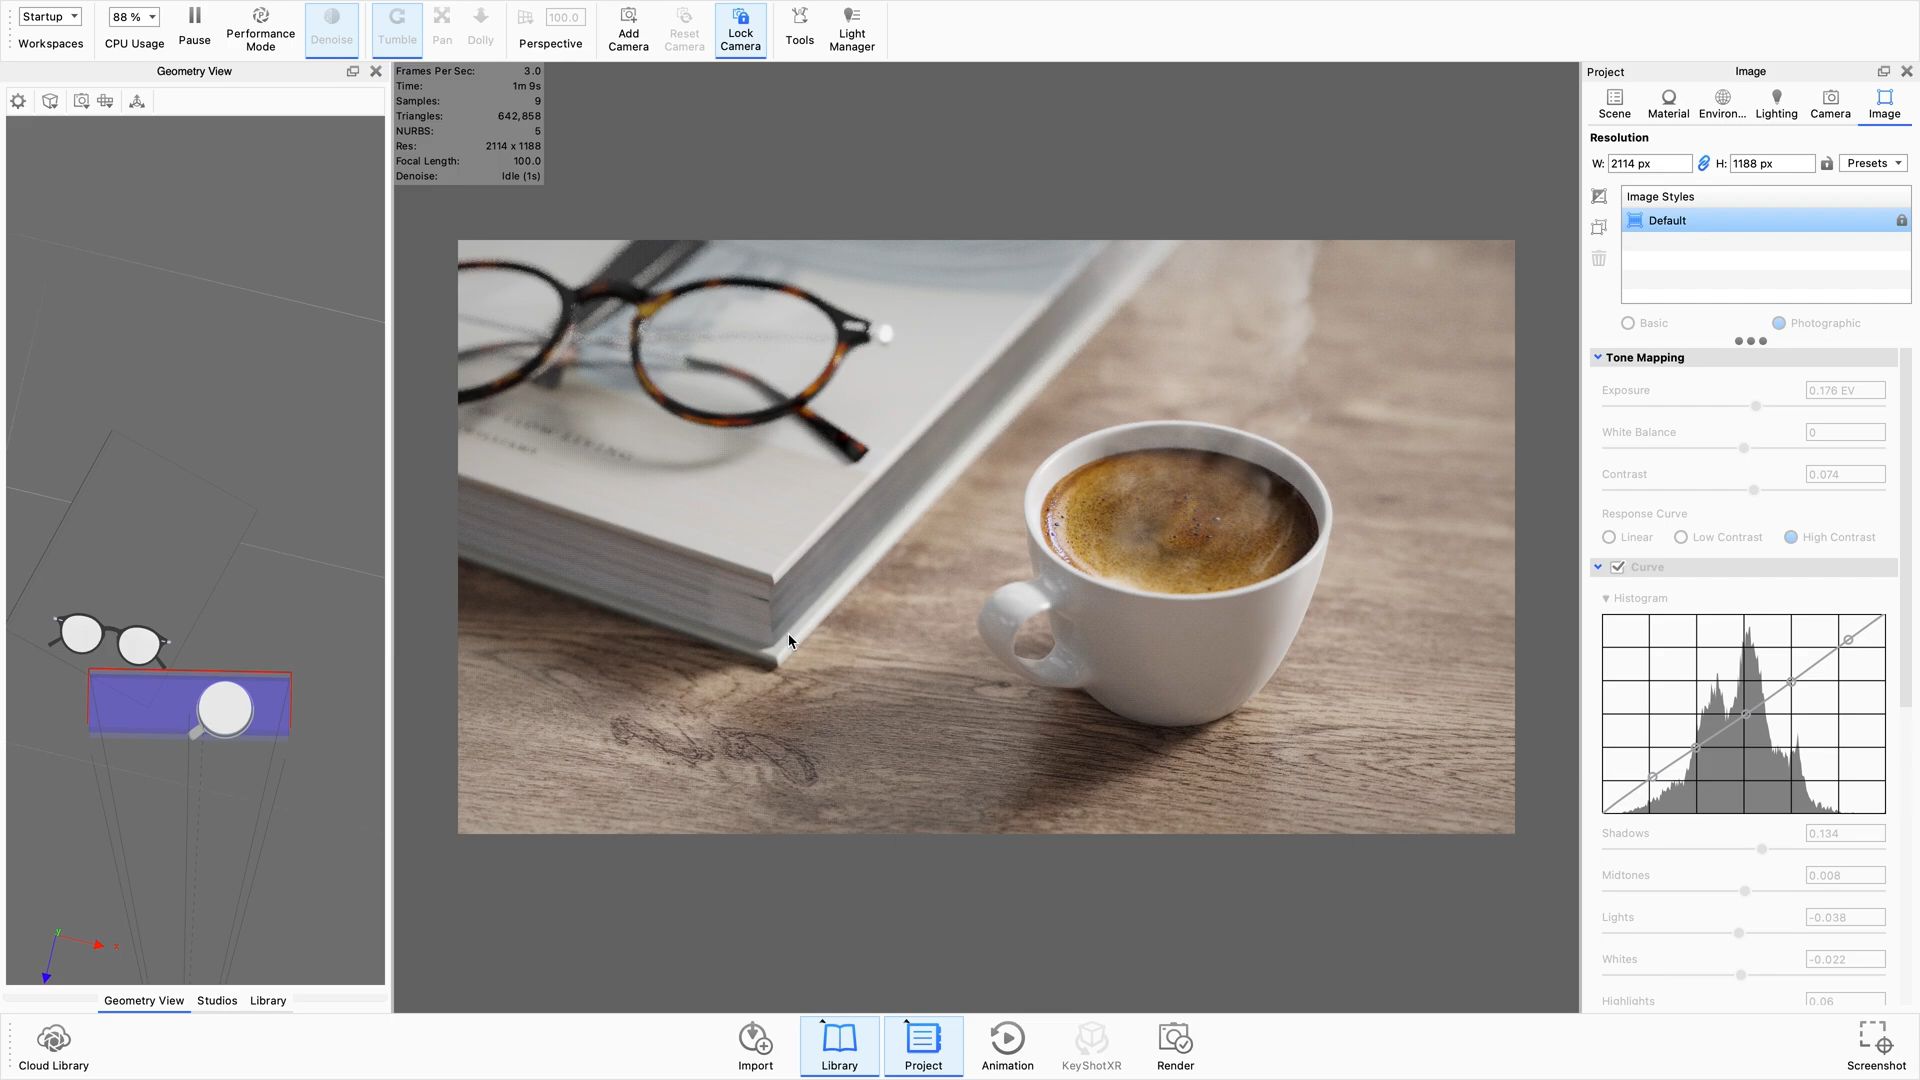 Startup
Workspaces
88 %
CPU Usage
Pause
Performance
Mode
Denoise
Tumble
Pan
Dolly
100.0
Perspective
Add
Camera
Reset
Camera
Lock
Camera
Tools
Light
Manager
Geometry View
Frames Per Sec: 3.0
Time: 1m 9s
Samples: 9
Triangles: 642,858
NURBS: 5
Res: 2114 x 1188
Focal Length: 100.0
Denoise: Idle (1s)
y
x
Geometry View Studios Library
Project Image
Scene Material Environ... Lighting Camera Image
Resolution
W: 2114 px H: 1188 px Presets
Image Styles
Default
Basic Photographic
Tone Mapping
Exposure 0.176 EV
White Balance 0
Contrast 0.074
Response Curve
Linear Low Contrast High Contrast
Curve
Histogram
Shadows 0.134
Midtones 0.008
Lights -0.038
Whites -0.022
Highlights 0.06
Cloud Library
Import
Library
Project
Animation
KeyShotXR
Render
Screenshot